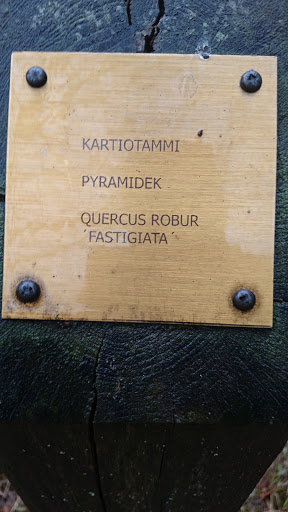 KARTIOTAMMI
PYRAMIDEK
QUERCUS ROBUR
´FASTIGIATA´